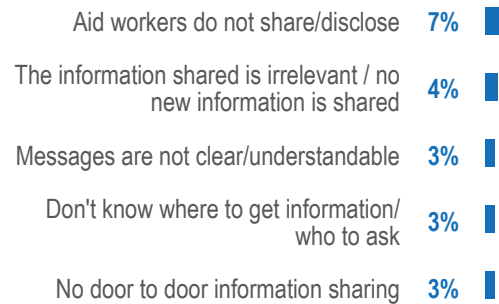 Aid workers do not share/disclose 7%
The information shared is irrelevant / no
new information is shared 4%
Messages are not clear/understandable 3%
Don't know where to get information/
who to ask 3%
No door to door information sharing 3%